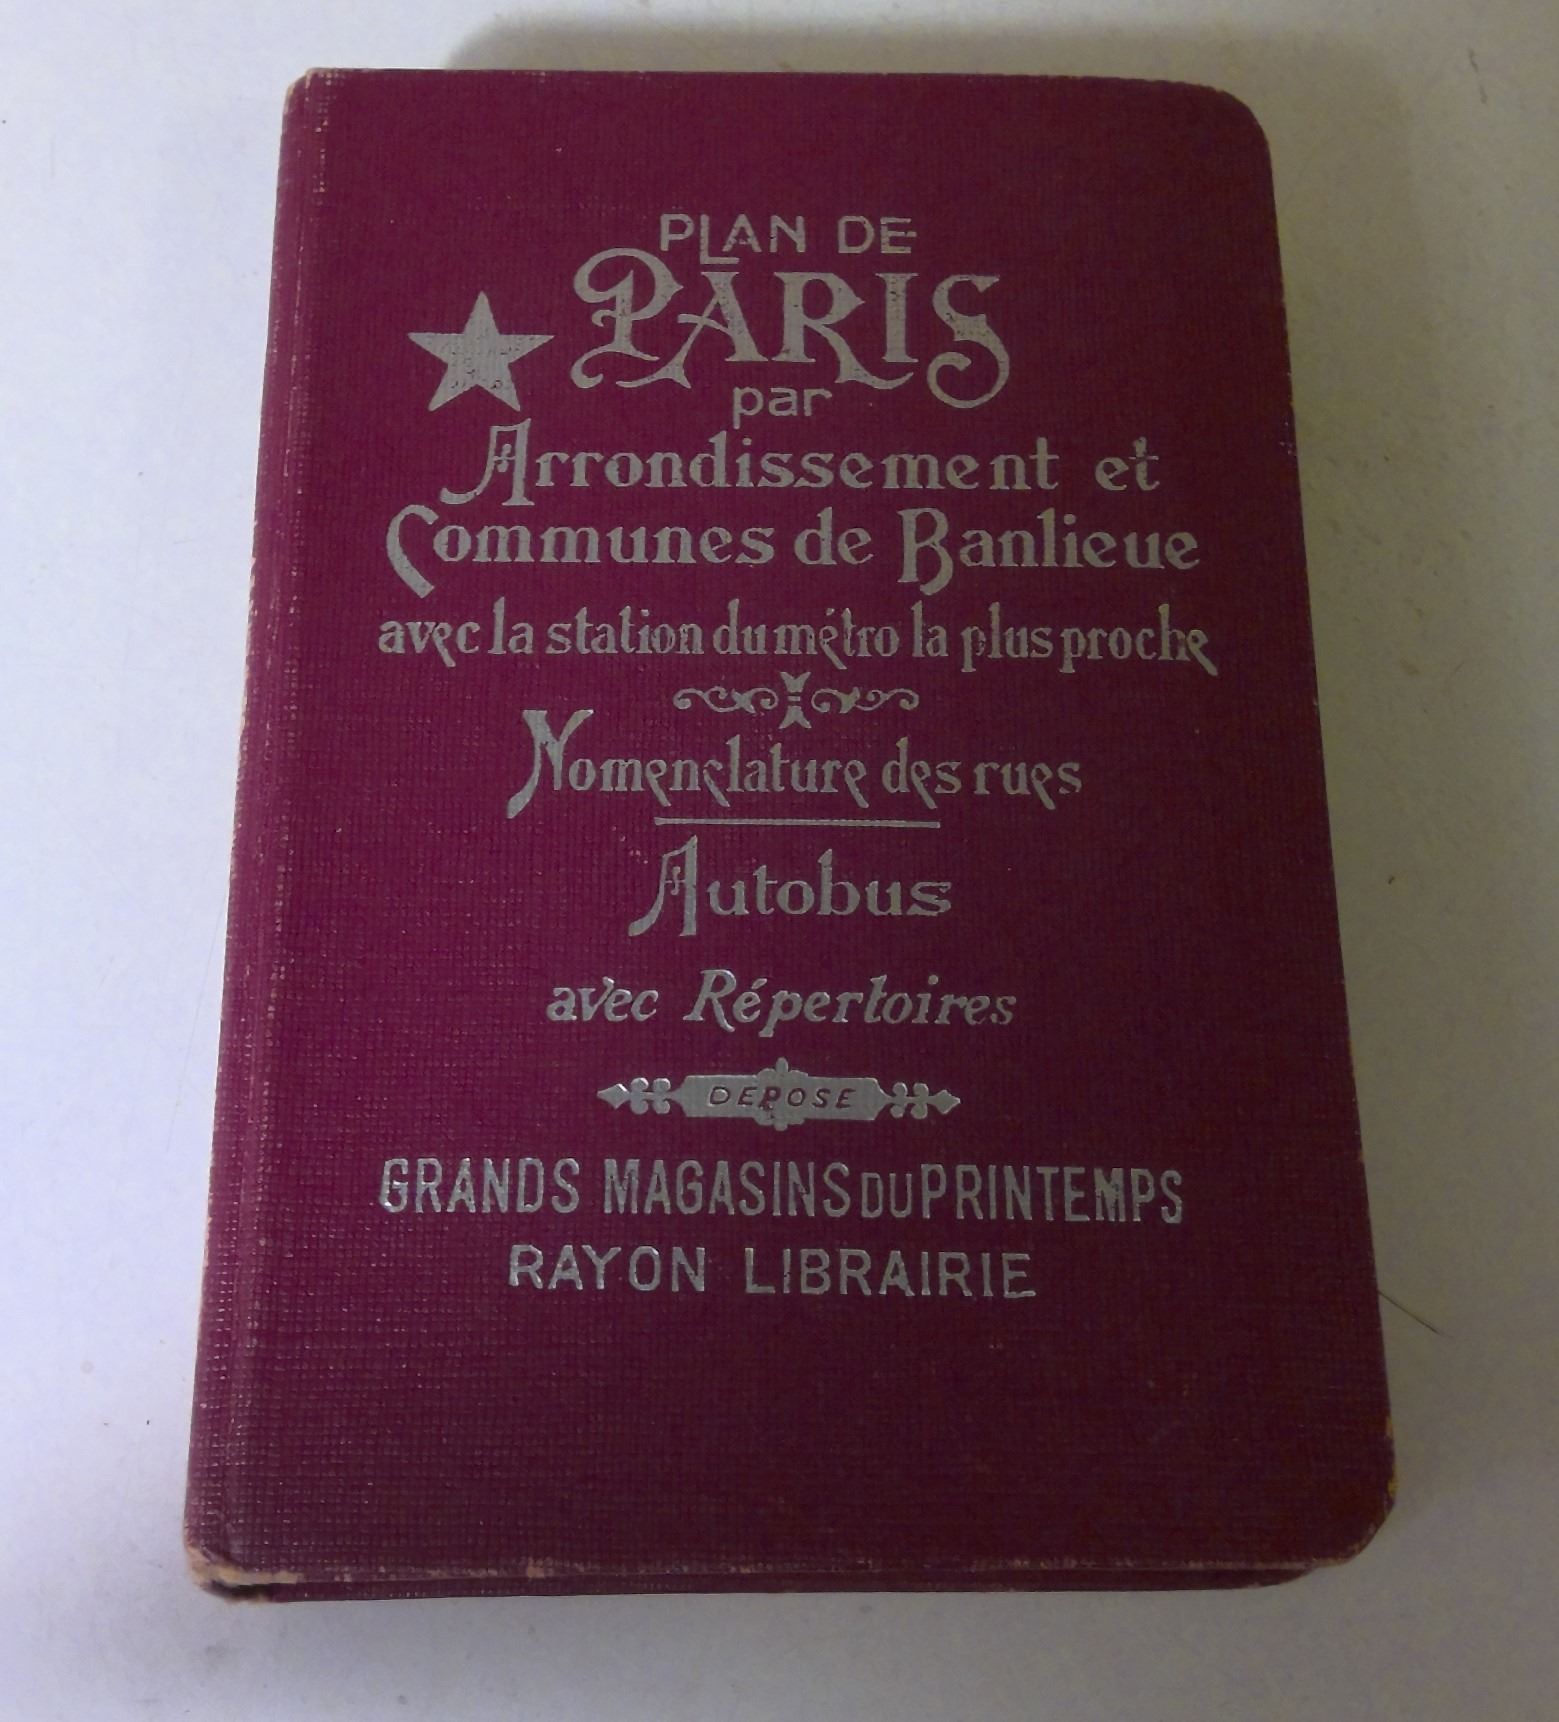 PLAN DE
PARIS
par
Arrondissement et
Communes de Banlieue
avec la station du métro la plus proche
Nomenclature des rues
Autobus
avec Répertoires
DEPOSE
GRANDS MAGASINS DU PRINTEMPS
RAYON LIBRAIRIE